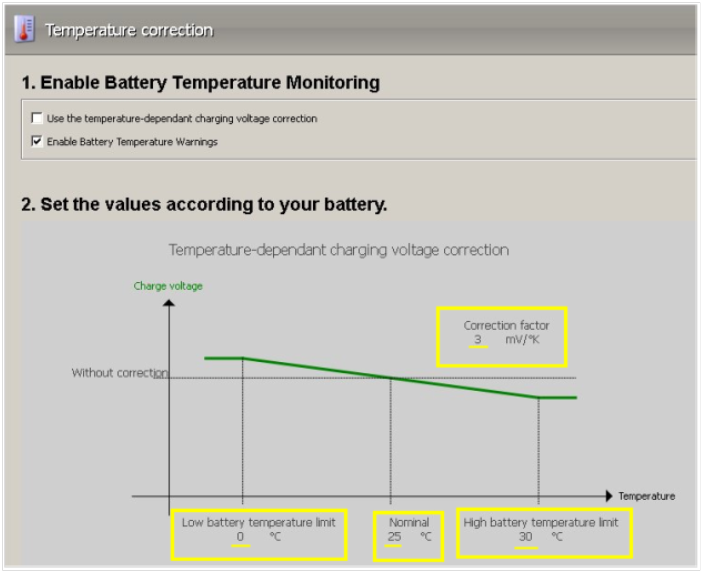 Temperature correction
1. Enable Battery Temperature Monitoring
Use the temperature-dependant charging voltage correction
Enable Battery Temperature Warnings
2. Set the values according to your battery.
Temperature-dependant charging voltage correction
Charge voltage
Correction factor
3 mV/°K
Without correction
Temperature
Low battery temperature limit
0 °C
Nominal
25 °C
High battery temperature limit
30 °C